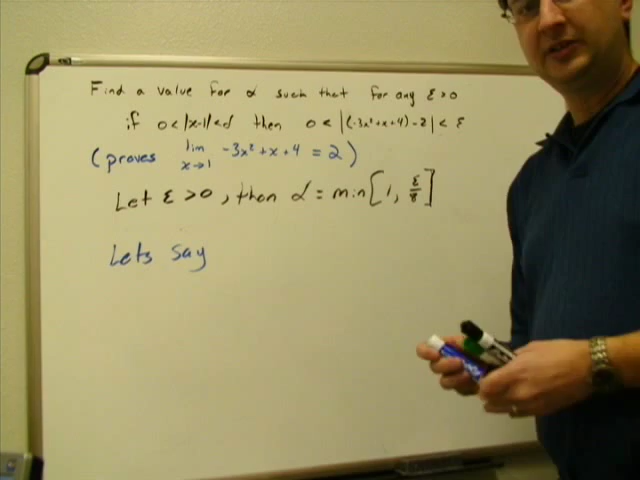 Find a value for α such that for any ε>0
if 0<|x-1|<α then 0<|(-3x²+x+4)-2|<ε
(proves lim x→1 -3x²+x+4 = 2)
Let ε>0, then α = min[1, ε/8]
Lets say